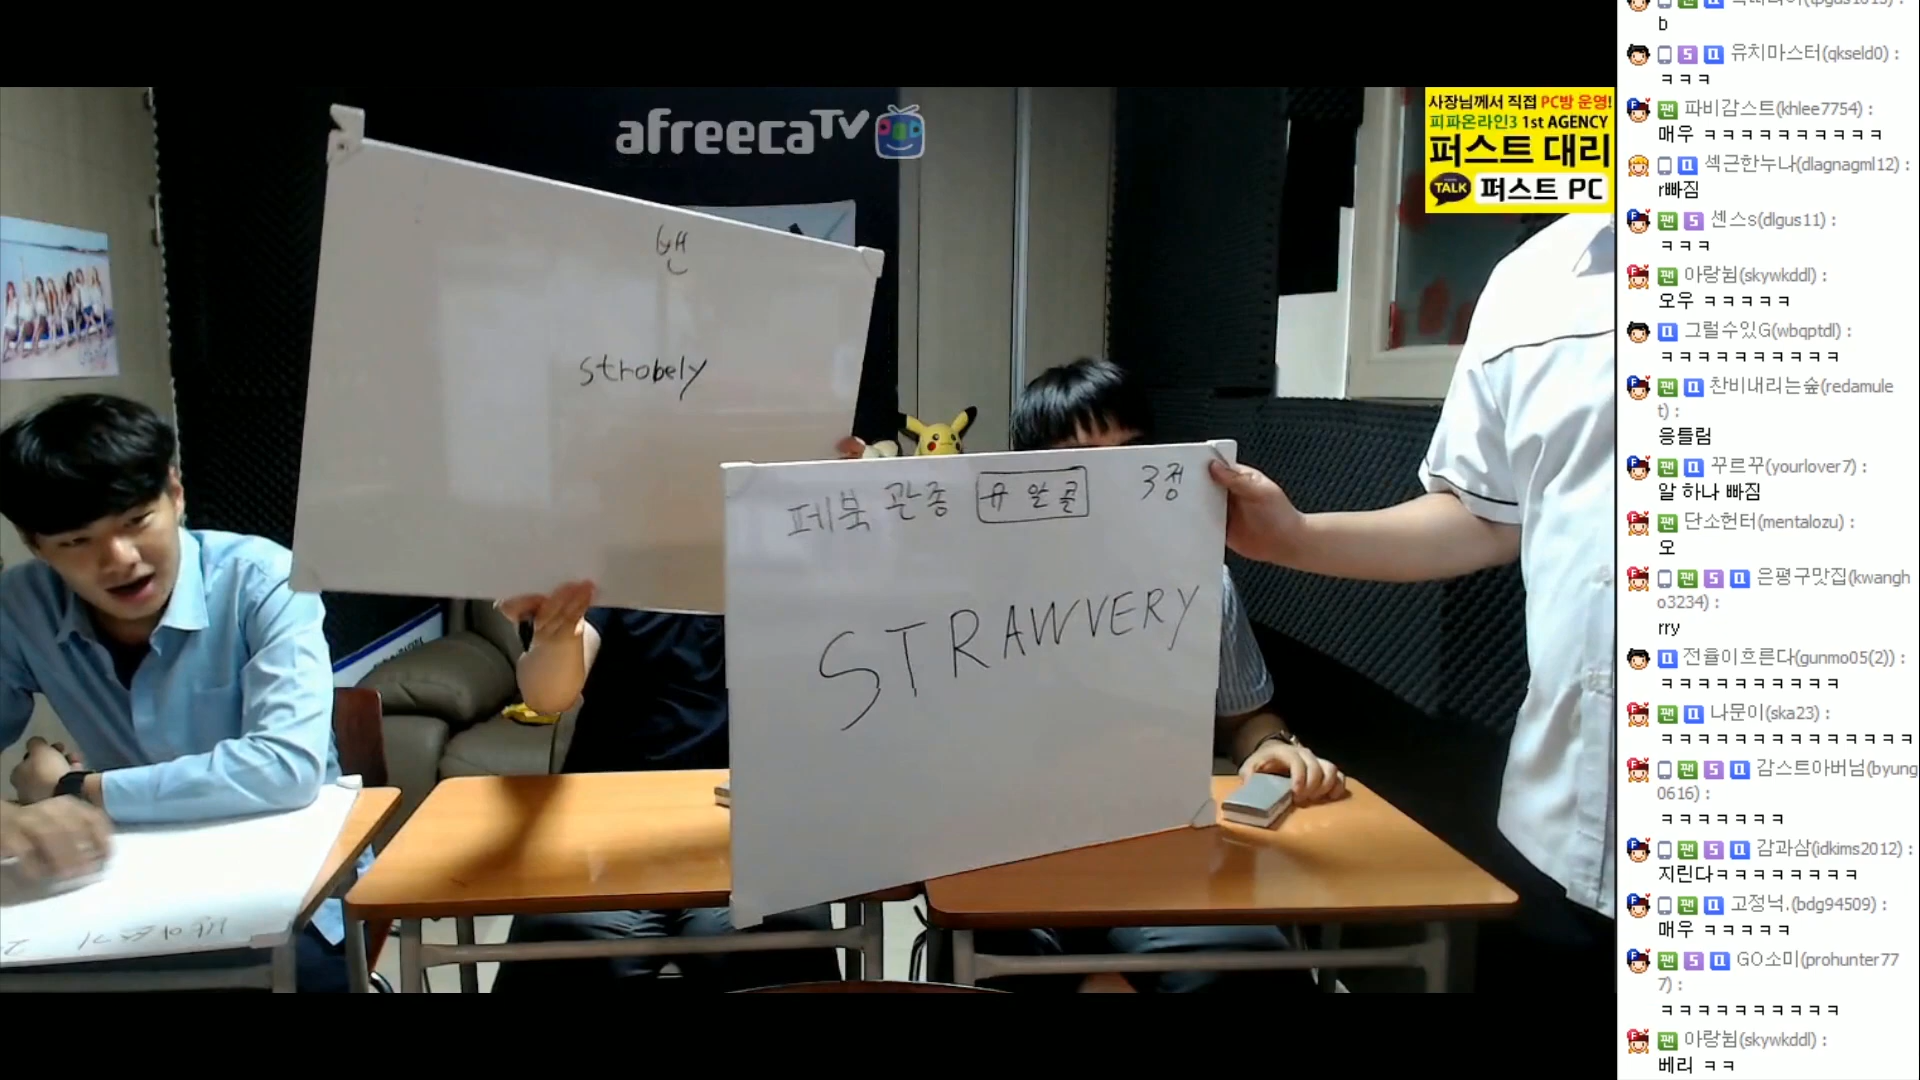 afreecaTV
사장님께서 직접 PC방 운영!
피파온라인3 1st AGENCY
퍼스트 대리
TALK 퍼스트 PC
밴
strobely
페북 관종 유 알 콜 3정
STRAWVERY
b
유치마스터(qkseld0) :
ㅋㅋㅋ
파비감스트(khlee7754) :
매우 ㅋㅋㅋㅋㅋㅋㅋㅋㅋㅋ
섹근한누나(dlagnagml12) :
r빠짐
센스s(dlgus11) :
ㅋㅋㅋ
아랑뷤(skywkddl) :
오우 ㅋㅋㅋㅋㅋ
그럴수있G(wbqptdl) :
ㅋㅋㅋㅋㅋㅋㅋㅋㅋㅋ
찬비내리는숲(redamule
t) :
응틀림
꾸르꾸(yourlover7) :
알 하나 빠짐
단소헌터(mentalozu) :
오
은평구맛집(kwangh
o3234) :
rry
전율이흐른다(gunmo05(2)) :
ㅋㅋㅋㅋㅋㅋㅋㅋㅋㅋ
나문이(ska23) :
ㅋㅋㅋㅋㅋㅋㅋㅋㅋㅋㅋㅋㅋㅋ
감스트아버님(byung
0616) :
ㅋㅋㅋㅋㅋㅋㅋ
감과삼(idkims2012) :
지린다ㅋㅋㅋㅋㅋㅋㅋㅋ
고정닉.(bdg94509) :
매우 ㅋㅋㅋㅋㅋ
GO소미(prohunter77
7) :
ㅋㅋㅋㅋㅋㅋㅋㅋㅋㅋ
아랑뷤(skywkddl) :
베리 ㅋㅋ